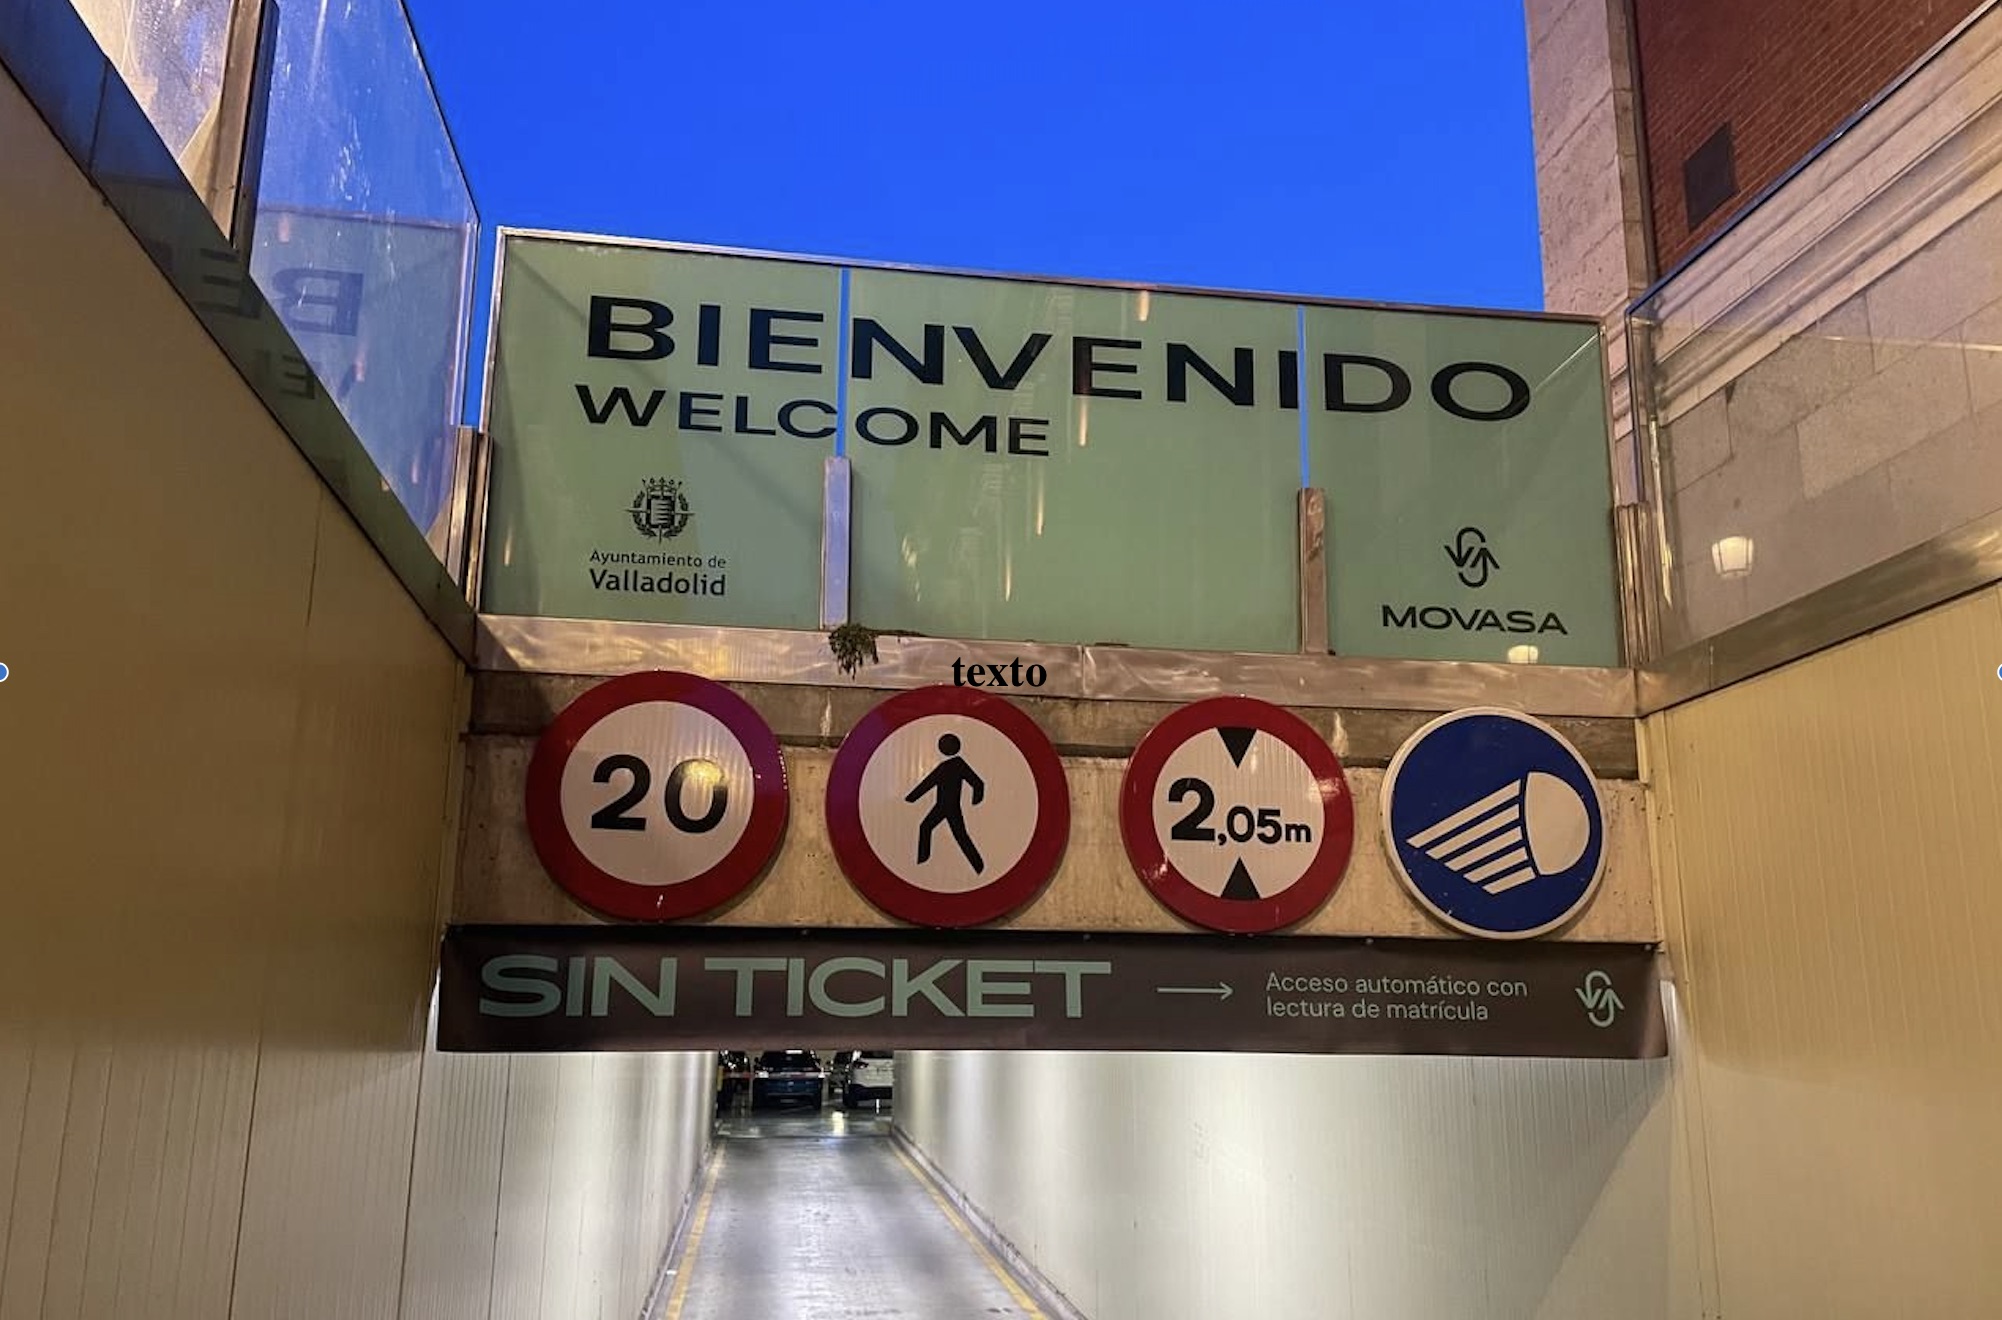 BIENVENIDO
WELCOME
Ayuntamiento de
Valladolid
MOVASA
texto
20
2,05m
SIN TICKET → Acceso automático con
lectura de matrícula